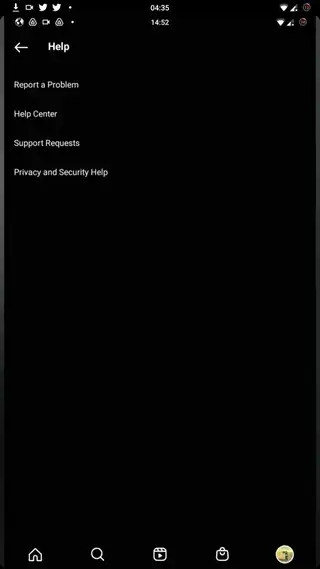 04:35
14:52
Help
Report a Problem
Help Center
Support Requests
Privacy and Security Help